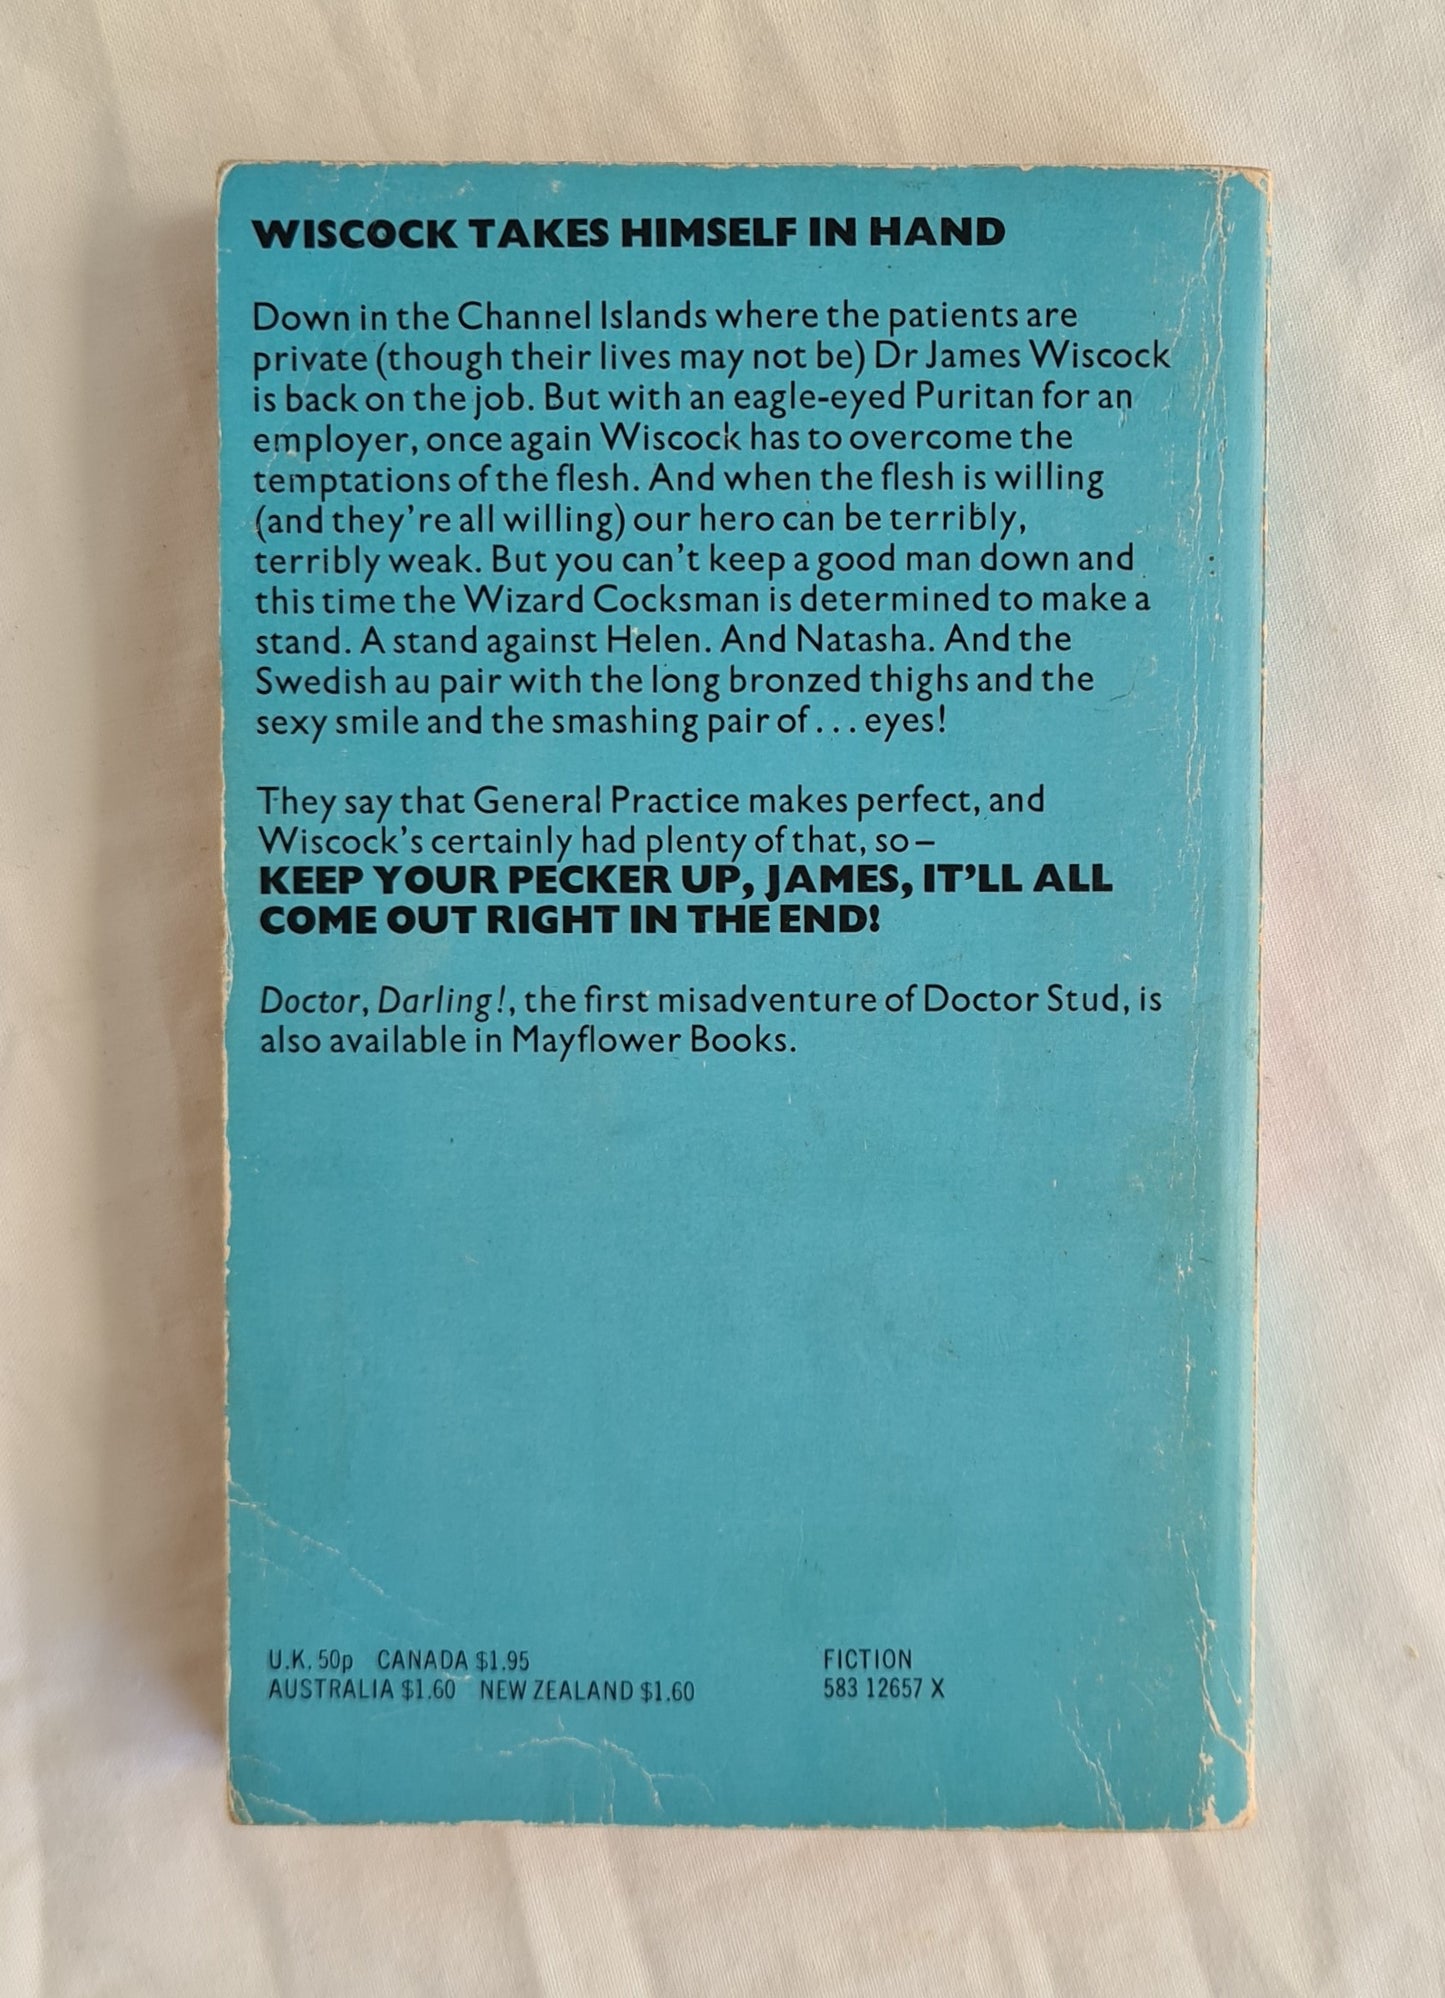 WISCOCK TAKES HIMSELF IN HAND
Down in the Channel Islands where the patients are
private (though their lives may not be) Dr James Wiscock
is back on the job. But with an eagle-eyed Puritan for an
employer, once again Wiscock has to overcome the
temptations of the flesh. And when the flesh is willing
(and they're all willing) our hero can be terribly,
terribly weak. But you can't keep a good man down and
this time the Wizard Cocksman is determined to make a
stand. A stand against Helen. And Natasha. And the
Swedish au pair with the long bronzed thighs and the
sexy smile and the smashing pair of . . . eyes!
They say that General Practice makes perfect, and
Wiscock's certainly had plenty of that, so –
KEEP YOUR PECKER UP, JAMES, IT'LL ALL
COME OUT RIGHT IN THE END!
Doctor, Darling!, the first misadventure of Doctor Stud, is
also available in Mayflower Books.
U.K. 50p CANADA $1.95
AUSTRALIA $1.60 NEW ZEALAND $1.60
FICTION
583 12657 X